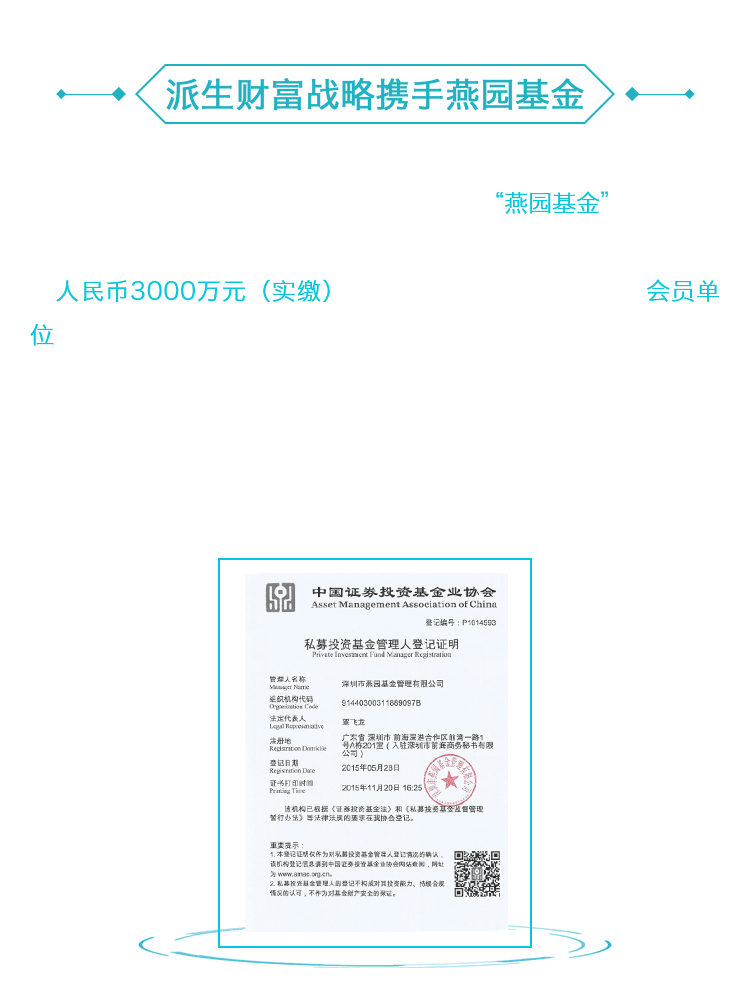 派生财富战略携手燕园基金
“燕园基金”
人民币3000万元（实缴）
会员单
位
中国证券投资基金业协会
Asset Management Association of China
登记编号：P1014593
私募投资基金管理人登记证明
Private Investment Fund Manager Registration
管理人名称
Manager Name
深圳市燕园基金管理有限公司
组织机构代码
Organization Code
91440300311889097B
法定代表人
Legal Representative
覃飞龙
注册地
Registration Domicile
广东省 深圳市 前海深港合作区前湾一路1
号A栋201室（入驻深圳市前海商务秘书有限
公司）
登记日期
Registration Date
2015年05月28日
证书打印时间
Printing Time
2015年11月20日 16:25
该机构已根据《证券投资基金法》和《私募投资基金监督管理
暂行办法》等法律法规的要求在我协会登记。
重要提示：
1. 本登记证明仅作为对私募投资基金管理人登记情况的确认，
该机构登记信息请到中国证券投资基金业协会网站查阅，网址
为 www.amac.org.cn。
2. 私募投资基金管理人的登记不构成对其投资能力、持续合规
情况的认可，不作为对基金财产安全的保证。